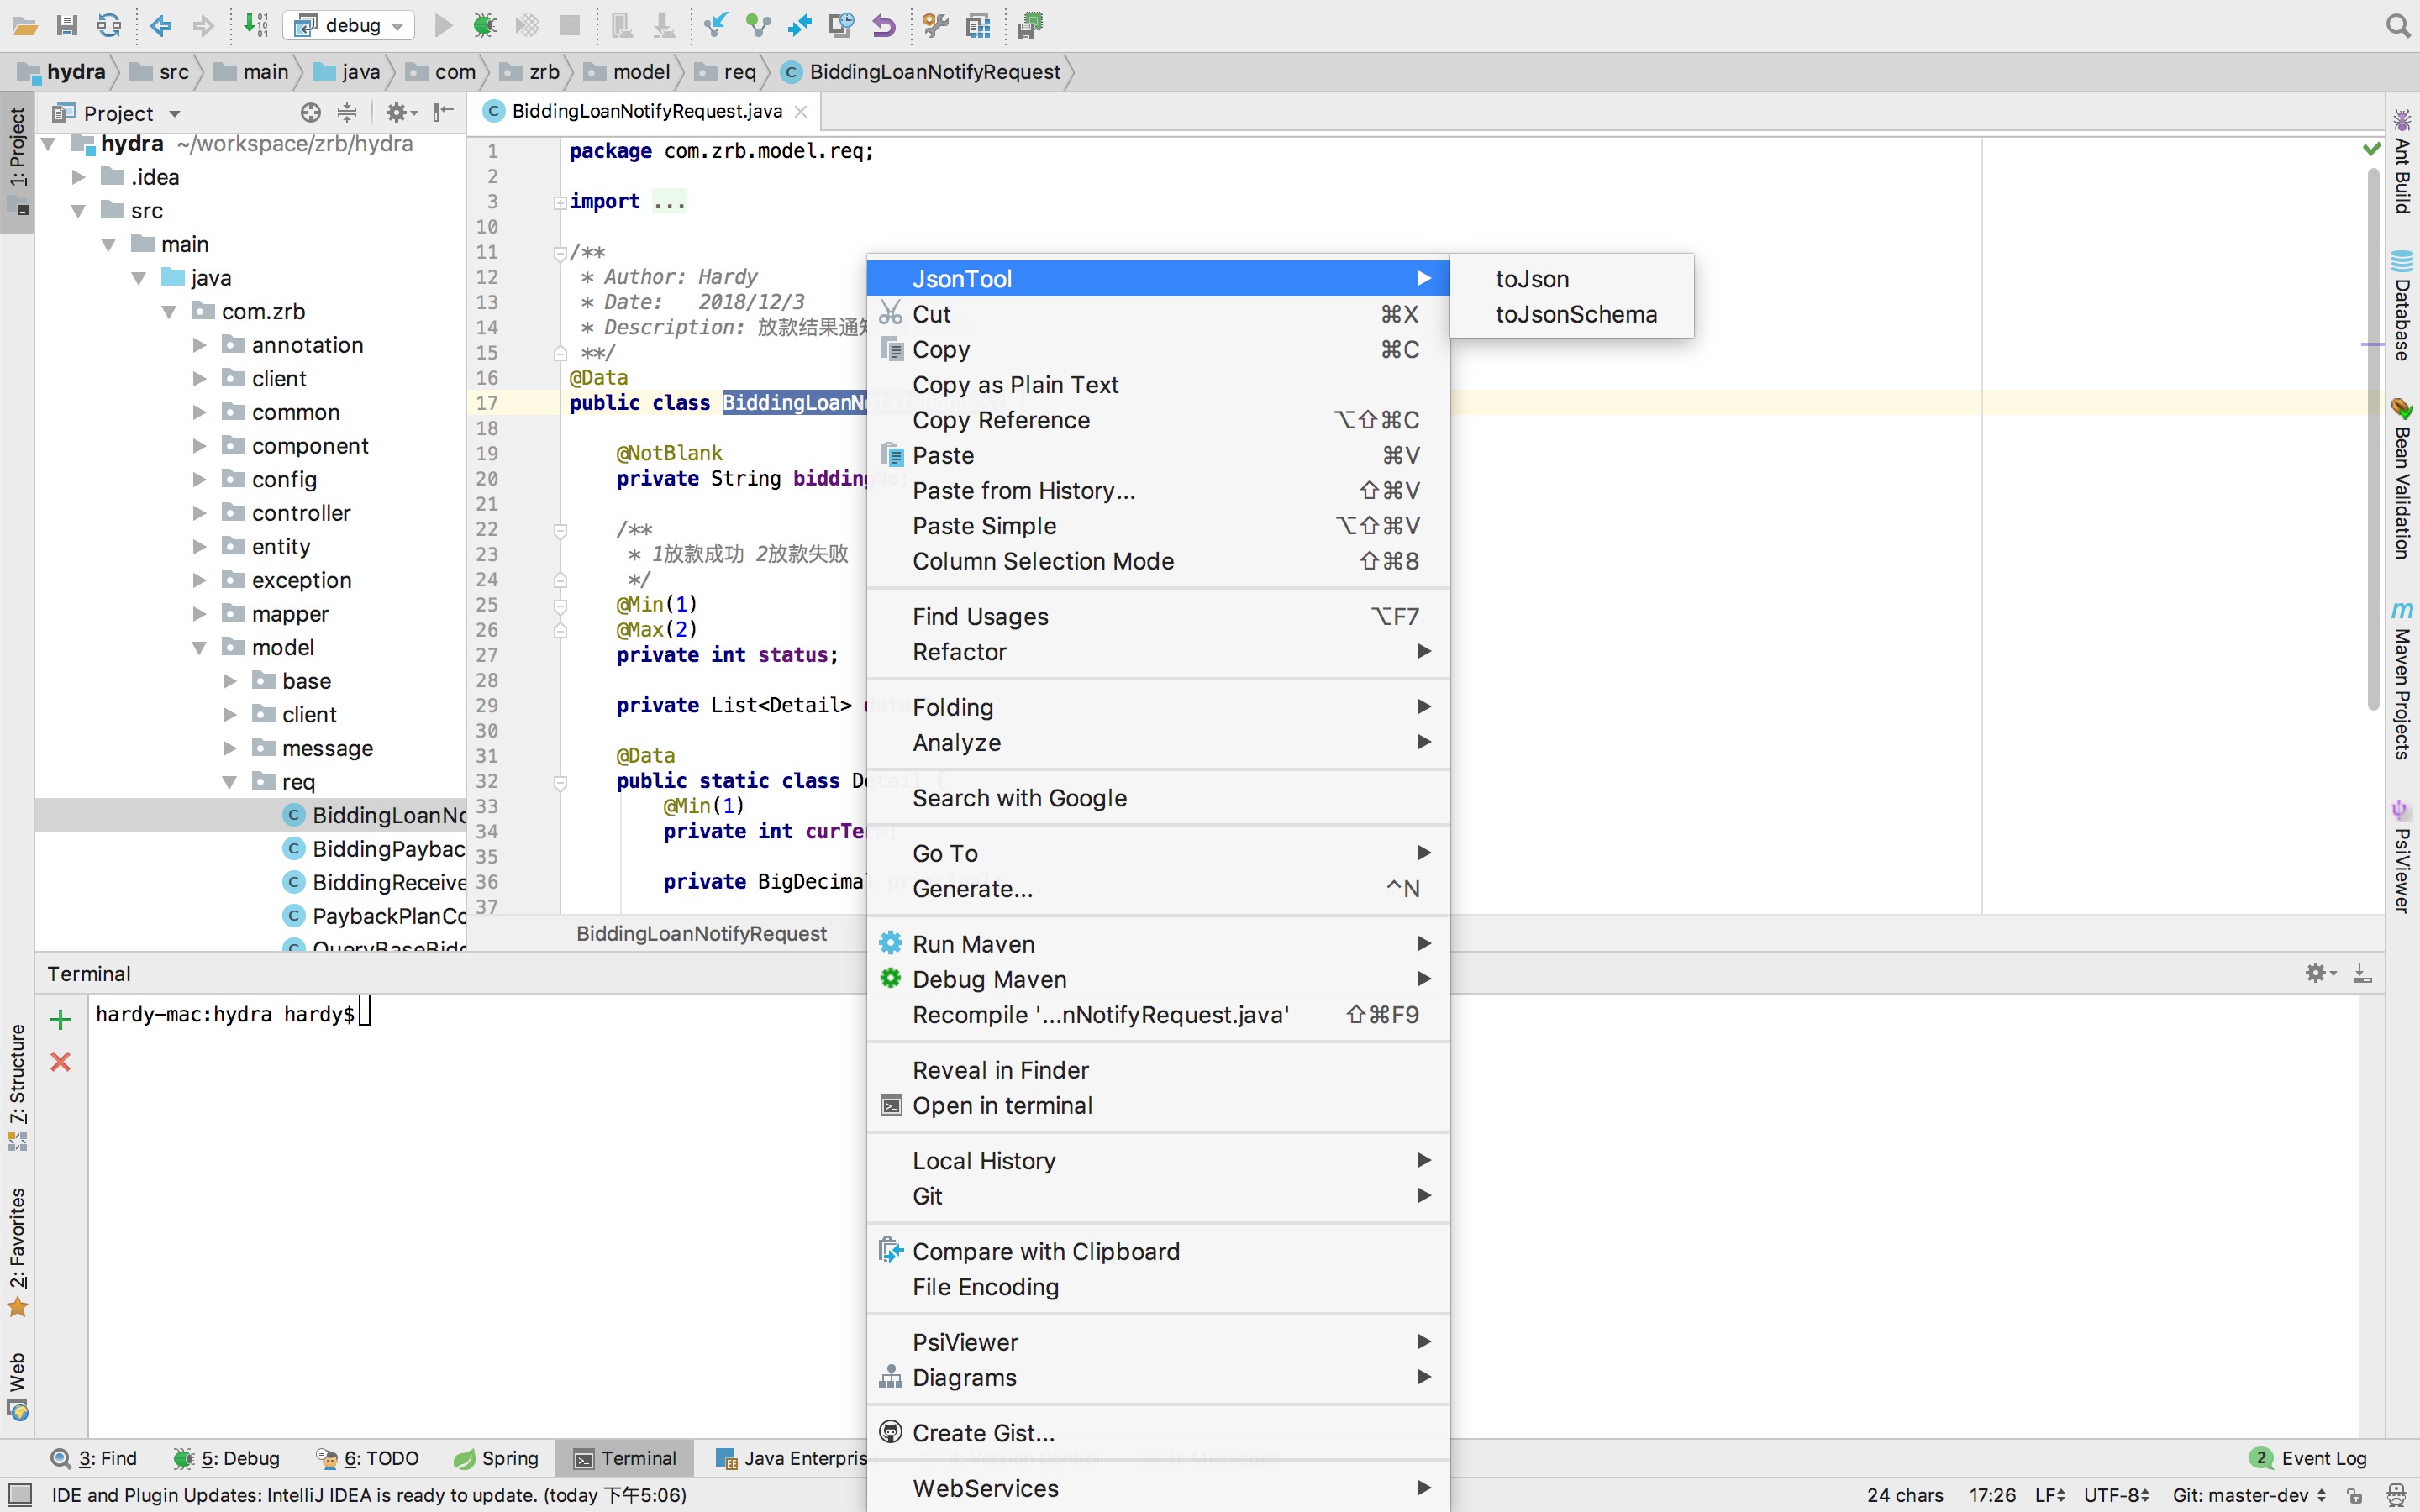 debug
hydra src main java com zrb model req BiddingLoanNotifyRequest
1: Project
Project
BiddingLoanNotifyRequest.java
hydra ~/workspace/zrb/hydra
.idea
src
main
java
com.zrb
annotation
client
common
component
config
controller
entity
exception
mapper
model
base
client
message
req
BiddingLoanNo
BiddingPaybac
BiddingReceive
PaybackPlanCo
QueryBaseBidd
1 package com.zrb.model.req;
2
3 import ...
10
11 /**
12 * Author: Hardy
13 * Date: 2018/12/3
14 * Description: 放款结果通知
15 **/
16 @Data
17 public class BiddingLoanN
18
19 @NotBlank
20 private String biddingNo;
21
22 /**
23 * 1放款成功 2放款失败
24 */
25 @Min(1)
26 @Max(2)
27 private int status;
28
29 private List<Detail>
30
31 @Data
32 public static class Detail {
33 @Min(1)
34 private int curTerm;
35
36 private BigDecimal
37
BiddingLoanNotifyRequest
JsonTool
Cut ⌘X
Copy ⌘C
Copy as Plain Text
Copy Reference ⌥⇧⌘C
Paste ⌘V
Paste from History... ⇧⌘V
Paste Simple ⌥⇧⌘V
Column Selection Mode ⇧⌘8
Find Usages ⌥F7
Refactor
Folding
Analyze
Search with Google
Go To
Generate... ^N
Run Maven
Debug Maven
Recompile '...nNotifyRequest.java' ⇧⌘F9
Reveal in Finder
Open in terminal
Local History
Git
Compare with Clipboard
File Encoding
PsiViewer
Diagrams
Create Gist...
WebServices
toJson
toJsonSchema
Ant Build
Database
Bean Validation
Maven Projects
PsiViewer
Terminal
hardy-mac:hydra hardy$
Z: Structure
2: Favorites
Web
3: Find 5: Debug 6: TODO Spring Terminal Java Enterpris 2 Event Log
IDE and Plugin Updates: IntelliJ IDEA is ready to update. (today 下午5:06) 24 chars 17:26 LF UTF-8 Git: master-dev